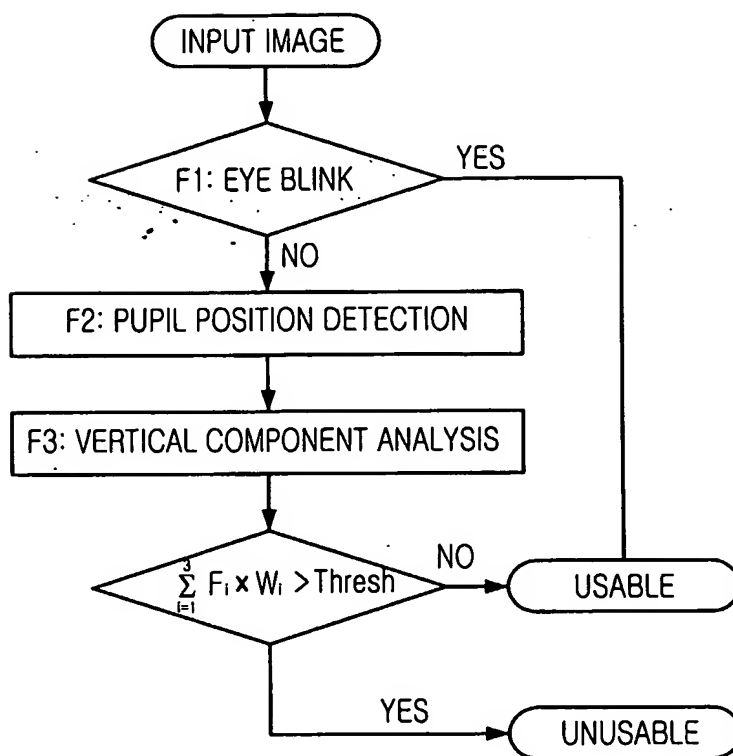 INPUT IMAGE
F1: EYE BLINK
YES
NO
F2: PUPIL POSITION DETECTION
F3: VERTICAL COMPONENT ANALYSIS
3
∑ Fi x Wi >Thresh
i=1
NO
USABLE
YES
UNUSABLE